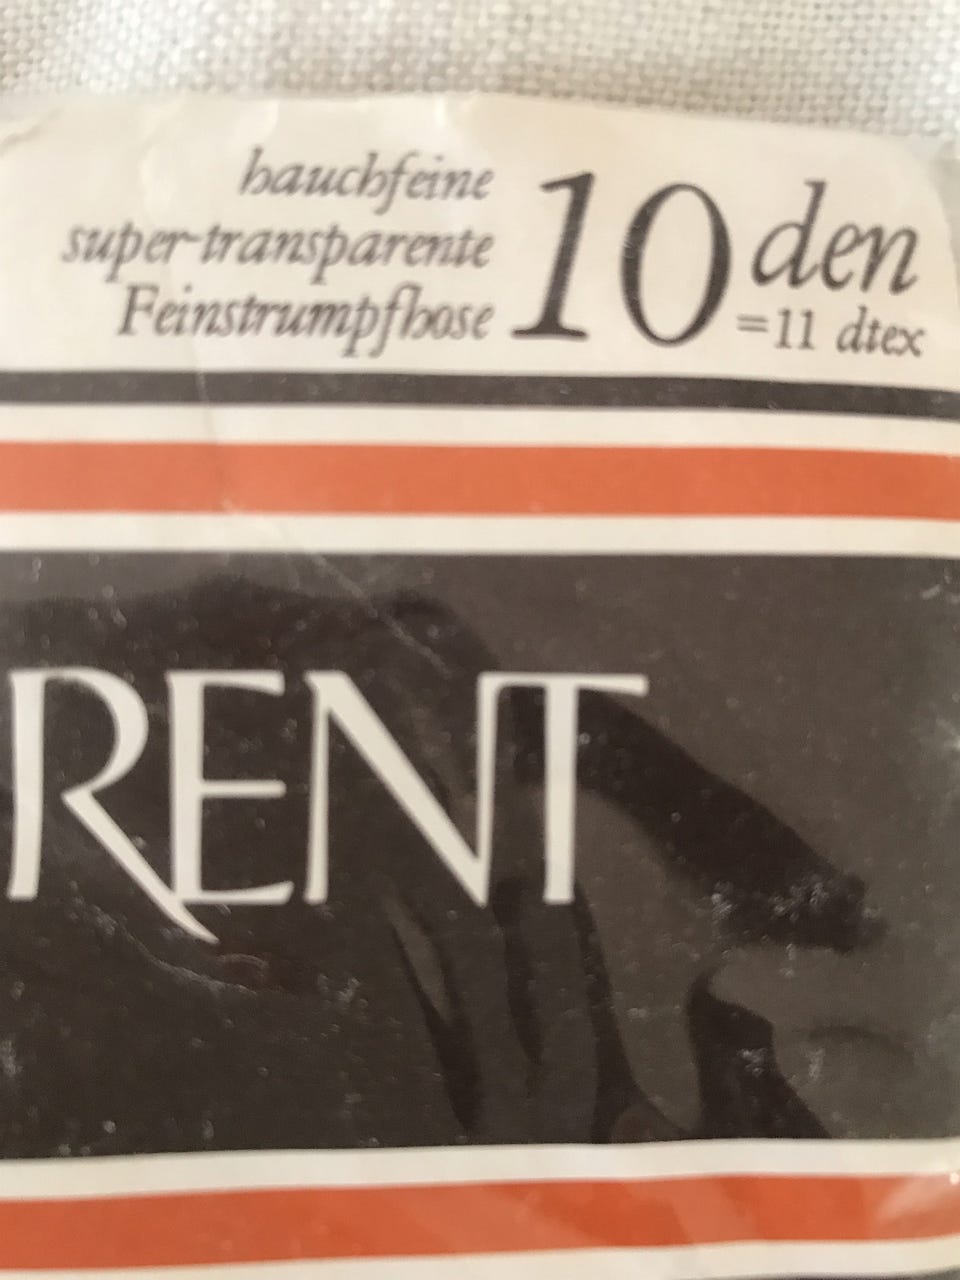 hauchfeine
super-transparente
Feinstrumpfhose
10 den
=11 dtex
RENT